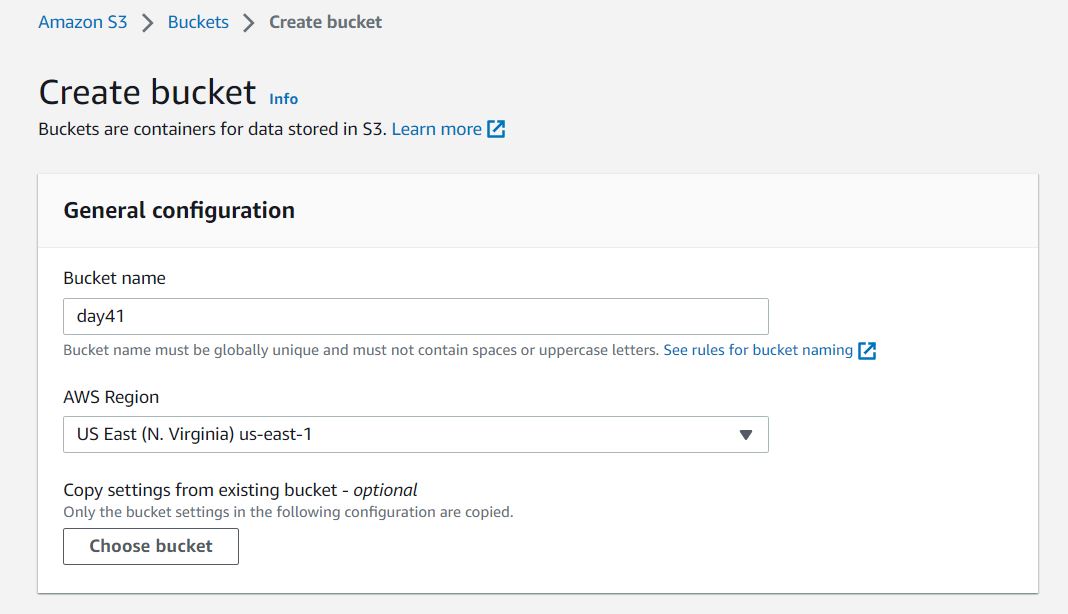 Amazon S3 > Buckets > Create bucket
Create bucket Info
Buckets are containers for data stored in S3. Learn more
General configuration
Bucket name
day41
Bucket name must be globally unique and must not contain spaces or uppercase letters. See rules for bucket naming
AWS Region
US East (N. Virginia) us-east-1
Copy settings from existing bucket - optional
Only the bucket settings in the following configuration are copied.
Choose bucket